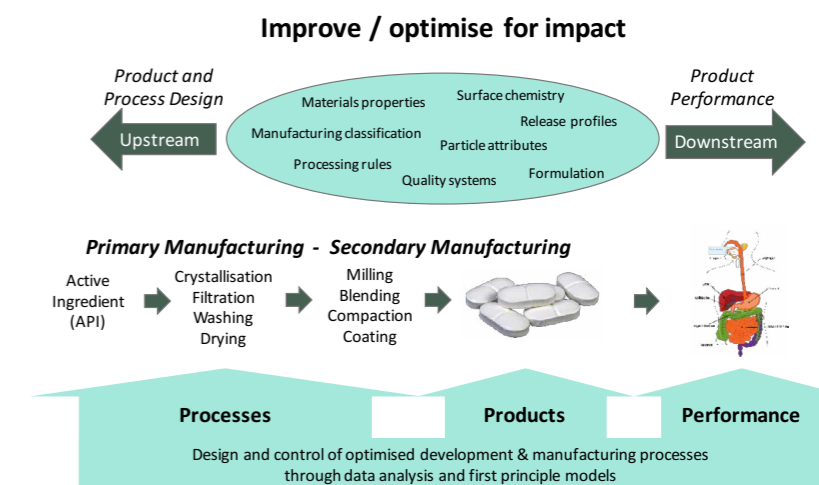 Improve / optimise for impact
Product and
Process Design
Product
Performance
Upstream
Materials properties
Surface chemistry
Release profiles
Manufacturing classification
Particle attributes
Processing rules
Quality systems
Formulation
Downstream
Primary Manufacturing - Secondary Manufacturing
Active
Ingredient
(API)
Crystallisation
Filtration
Washing
Drying
Milling
Blending
Compaction
Coating
Processes
Products
Performance
Design and control of optimised development & manufacturing processes
through data analysis and first principle models